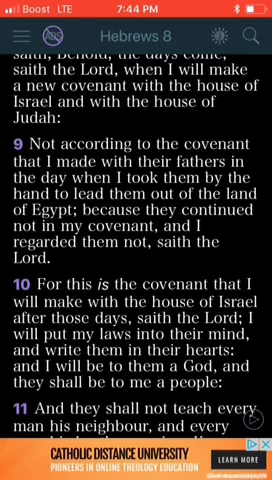 Boost LTE 7:44 PM
ADS Hebrews 8
saith, Behold, the days come,
saith the Lord, when I will make
a new covenant with the house of
Israel and with the house of
Judah:
9 Not according to the covenant
that I made with their fathers in
the day when I took them by the
hand to lead them out of the land
of Egypt; because they continued
not in my covenant, and I
regarded them not, saith the
Lord.
10 For this is the covenant that I
will make with the house of Israel
after those days, saith the Lord; I
will put my laws into their mind,
and write them in their hearts:
and I will be to them a God, and
they shall be to me a people:
11 And they shall not teach every
man his neighbour, and every
CATHOLIC DISTANCE UNIVERSITY
PIONEERS IN ONLINE THEOLOGY EDUCATION
LEARN MORE